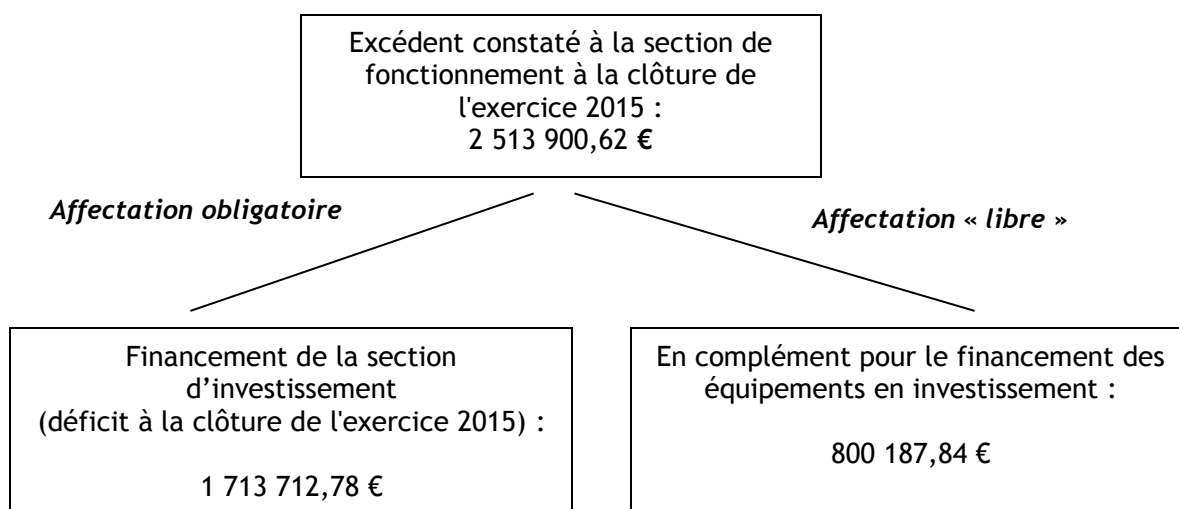 Excédent constaté à la section de
fonctionnement à la clôture de
l'exercice 2015 :
2 513 900,62 €
Affectation obligatoire
Affectation « libre »
Financement de la section
d’investissement
(déficit à la clôture de l'exercice 2015) :
1 713 712,78 €
En complément pour le financement des
équipements en investissement :
800 187,84 €